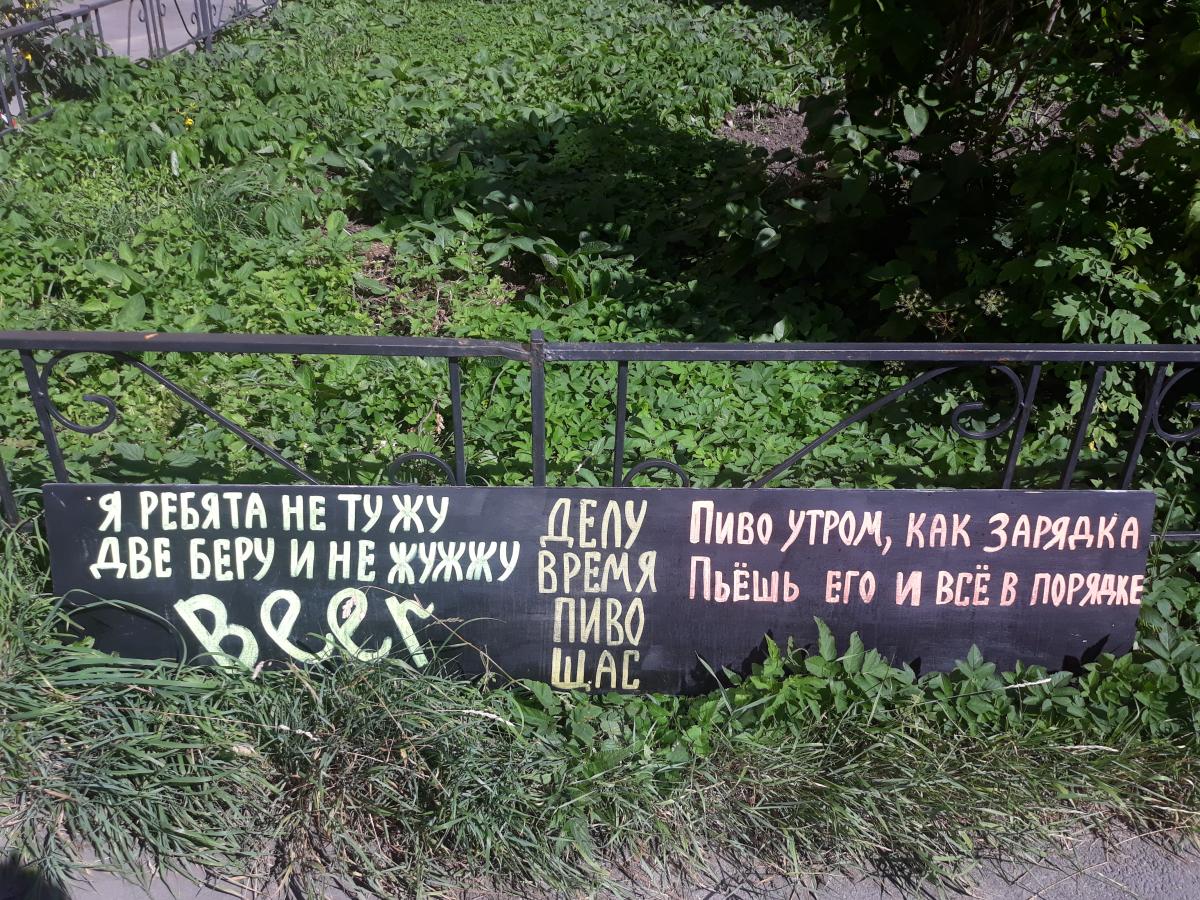 Я РЕБЯТА НЕ ТУЖУ
ДВЕ БЕРУ И НЕ ЖУЖЖУ
Beer
ДЕЛУ
ВРЕМЯ
ПИВО
ЩАС
ПИВО УТРОМ, КАК ЗАРЯДКА
ПЬЁШЬ ЕГО И ВСЁ В ПОРЯДКЕ